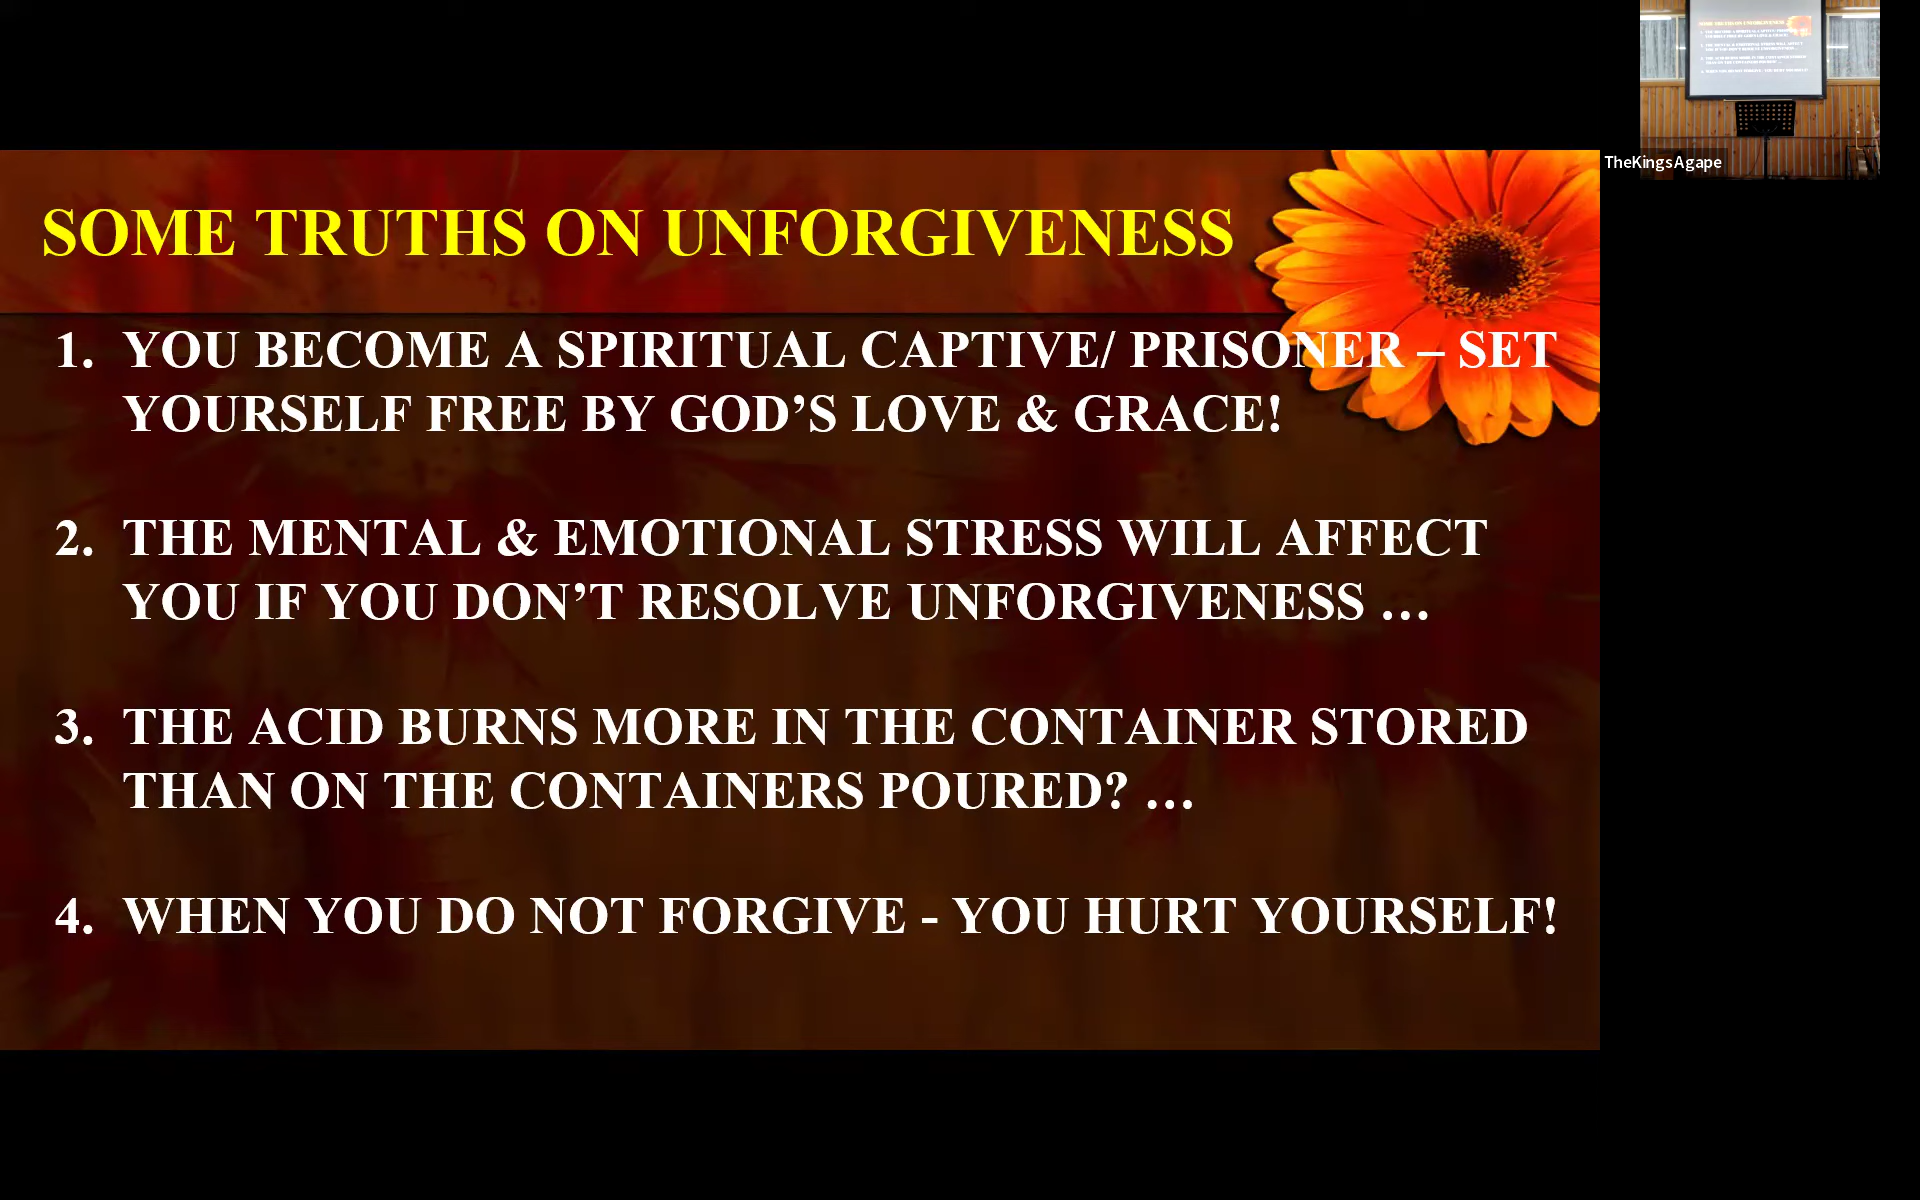 SOME TRUTHS ON UNFORGIVENESS
1. YOU BECOME A SPIRITUAL CAPTIVE/ PRISONER – SET
YOURSELF FREE BY GOD’S LOVE & GRACE!
2. THE MENTAL & EMOTIONAL STRESS WILL AFFECT
YOU IF YOU DON’T RESOLVE UNFORGIVENESS …
3. THE ACID BURNS MORE IN THE CONTAINER STORED
THAN ON THE CONTAINERS POURED? …
4. WHEN YOU DO NOT FORGIVE - YOU HURT YOURSELF!
TheKingsAgape